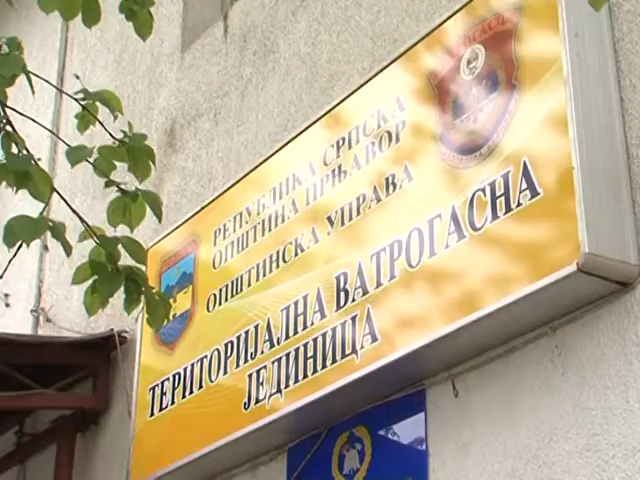 РЕПУБЛИКА СРПСКА
ОПШТИНА ПРЊАВОР
ОПШТИНСКА УПРАВА
ТЕРИТОРИЈАЛНА ВАТРОГАСНА
ЈЕДИНИЦА